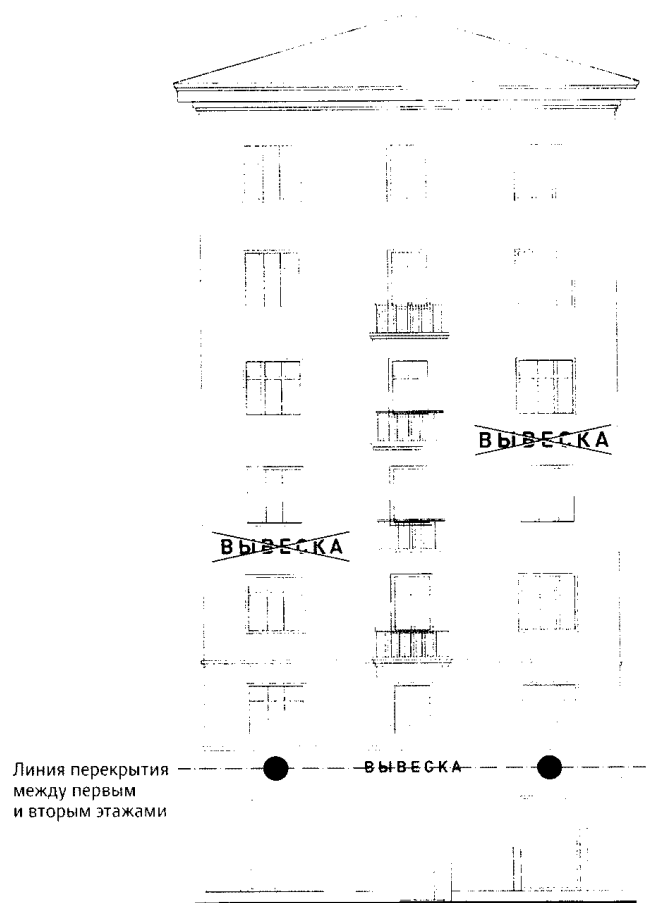 ВЫВЕСКА
ВЫВЕСКА
Линия перекрытия
между первым
и вторым этажами
ВЫВЕСКА